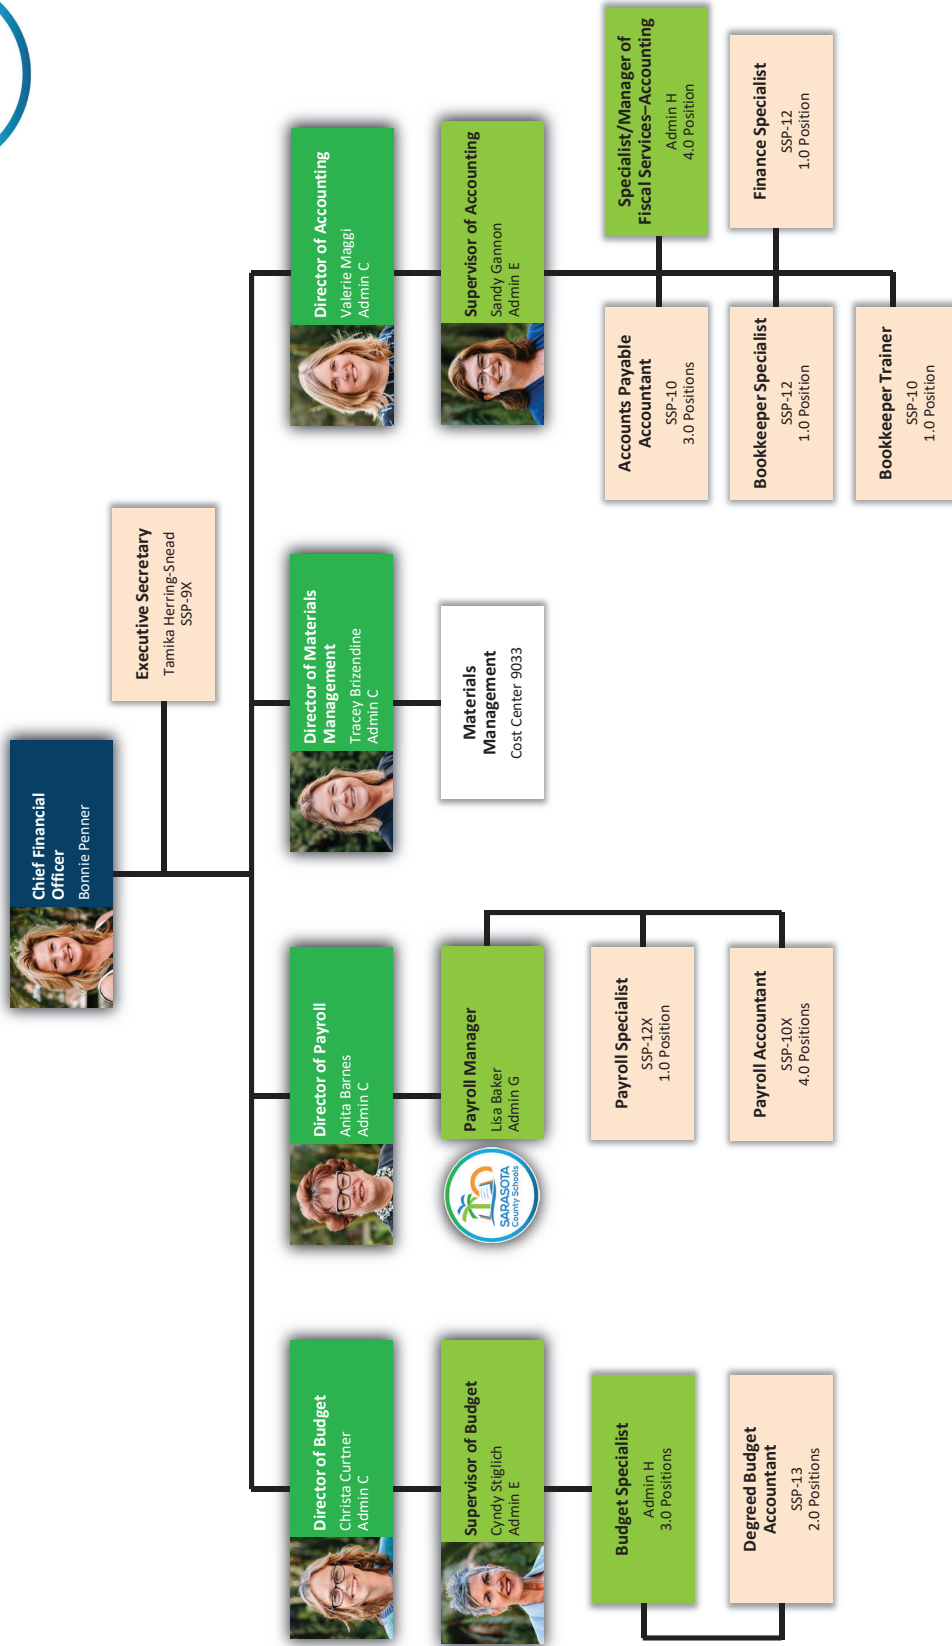 Chief Financial
Officer
Bonnie Penner
Executive Secretary
Tamika Herring-Snead
SSP-9X
Director of Budget
Christa Curtner
Admin C
Director of Payroll
Anita Barnes
Admin C
Director of Materials
Management
Tracey Brizendine
Admin C
Director of Accounting
Valerie Maggi
Admin C
Supervisor of Budget
Cyndy Stiglich
Admin E
SARASOTA
County Schools
Payroll Manager
Lisa Baker
Admin G
Materials
Management
Cost Center 9033
Supervisor of Accounting
Sandy Gannon
Admin E
Budget Specialist
Admin H
3.0 Positions
Payroll Specialist
SSP-12X
1.0 Position
Accounts Payable
Accountant
SSP-10
3.0 Positions
Specialist/Manager of
Fiscal Services–Accounting
Admin H
4.0 Position
Degreed Budget
Accountant
SSP-13
2.0 Positions
Payroll Accountant
SSP-10X
4.0 Positions
Bookkeeper Specialist
SSP-12
1.0 Position
Finance Specialist
SSP-12
1.0 Position
Bookkeeper Trainer
SSP-10
1.0 Position